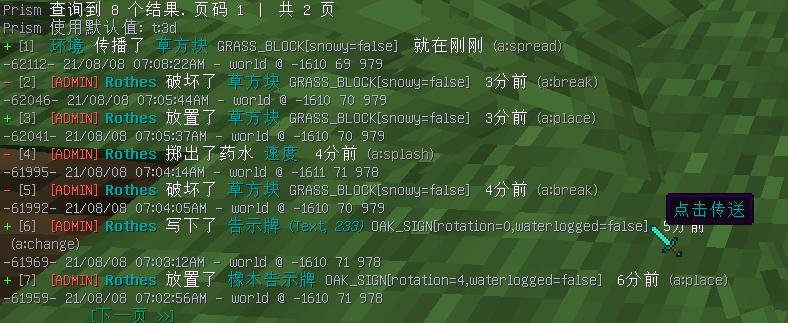 Prism 查询到 8 个结果. 页码 1 | 共 2 页
Prism 使用默认值: t:3d
+ [1] 环境 传播了 草方块 GRASS_BLOCK[snowy=false] 就在刚刚 (a:spread)
-62112- 21/08/08 07:08:22AM - world @ -1610 69 979
- [2] [ADMIN] Rothes 破坏了 草方块 GRASS_BLOCK[snowy=false] 3分前 (a:break)
-62046- 21/08/08 07:05:44AM - world @ -1610 70 979
+ [3] [ADMIN] Rothes 放置了 草方块 GRASS_BLOCK[snowy=false] 3分前 (a:place)
-62041- 21/08/08 07:05:37AM - world @ -1610 70 979
- [4] [ADMIN] Rothes 掷出了药水 速度 4分前 (a:splash)
-61995- 21/08/08 07:04:14AM - world @ -1611 71 978
- [5] [ADMIN] Rothes 破坏了 草方块 GRASS_BLOCK[snowy=false] 4分前 (a:break)
-61992- 21/08/08 07:04:05AM - world @ -1610 70 979
点击传送
+ [6] [ADMIN] Rothes 写下了 告示牌 (Text, 233) OAK_SIGN[rotation=0,waterlogged=false] 5分前
(a:change)
-61969- 21/08/08 07:03:12AM - world @ -1610 71 978
+ [7] [ADMIN] Rothes 放置了 橡木告示牌 OAK_SIGN[rotation=4,waterlogged=false] 6分前 (a:place)
-61959- 21/08/08 07:02:56AM - world @ -1610 71 978
[下一页 >>]